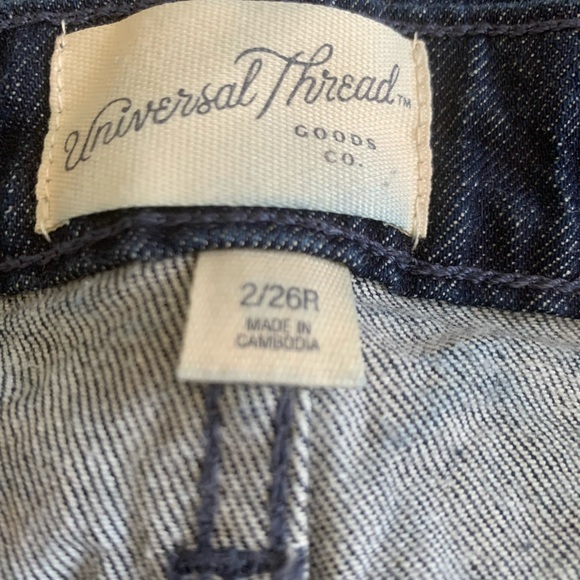 Universal Thread™
GOODS
CO.
2/26R
MADE IN
CAMBODIA